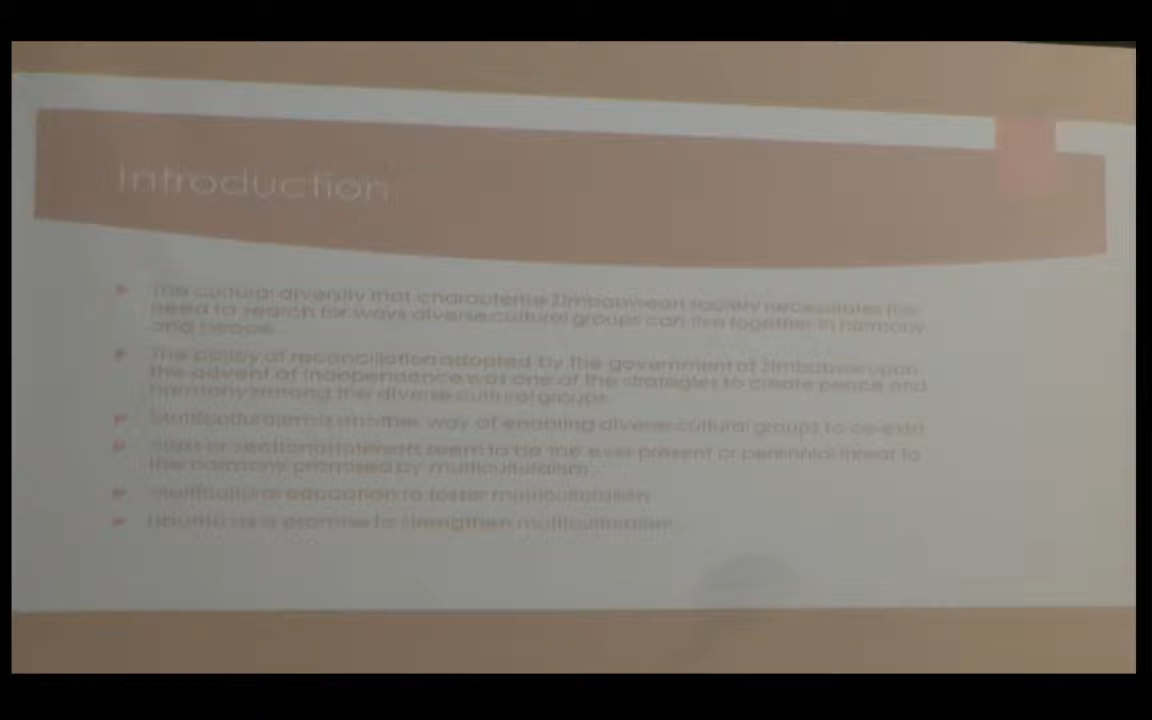 Introduction
The cultural diversity that characterise Zimbabwean society necessitates the
need to search for ways diverse cultural groups can live together in harmony
and peace.
The policy of reconciliation adopted by the government of Zimbabwe upon
the advent of Independence was one of the strategies to create peace and
harmony among the diverse cultural groups.
Multiculturalism is another way of enabling diverse cultural groups to co-exist
or sectional interests seem to be the ever present or perennial threat to
the harmony promised by multiculturalism.
Multicultural education to foster multiculturalism
Ubuntu as a promise to strengthen multiculturalism.